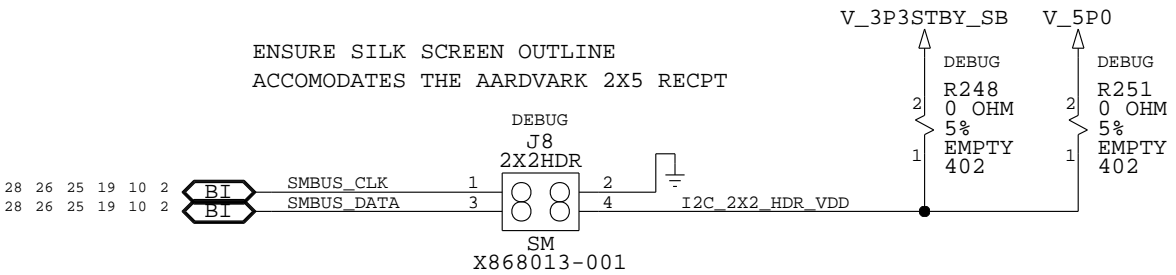 V_3P3STBY_SB V_5P0
ENSURE SILK SCREEN OUTLINE
ACCOMODATES THE AARDVARK 2X5 RECPT
DEBUG
R248
2
0 OHM
5%
EMPTY
1
402
DEBUG
R251
2
0 OHM
5%
EMPTY
1
402
DEBUG
J8
2X2HDR
28 26 25 19 10 2 BI SMBUS_CLK 1 2
28 26 25 19 10 2 BI SMBUS_DATA 3 4 I2C_2X2_HDR_VDD
SM
X868013-001